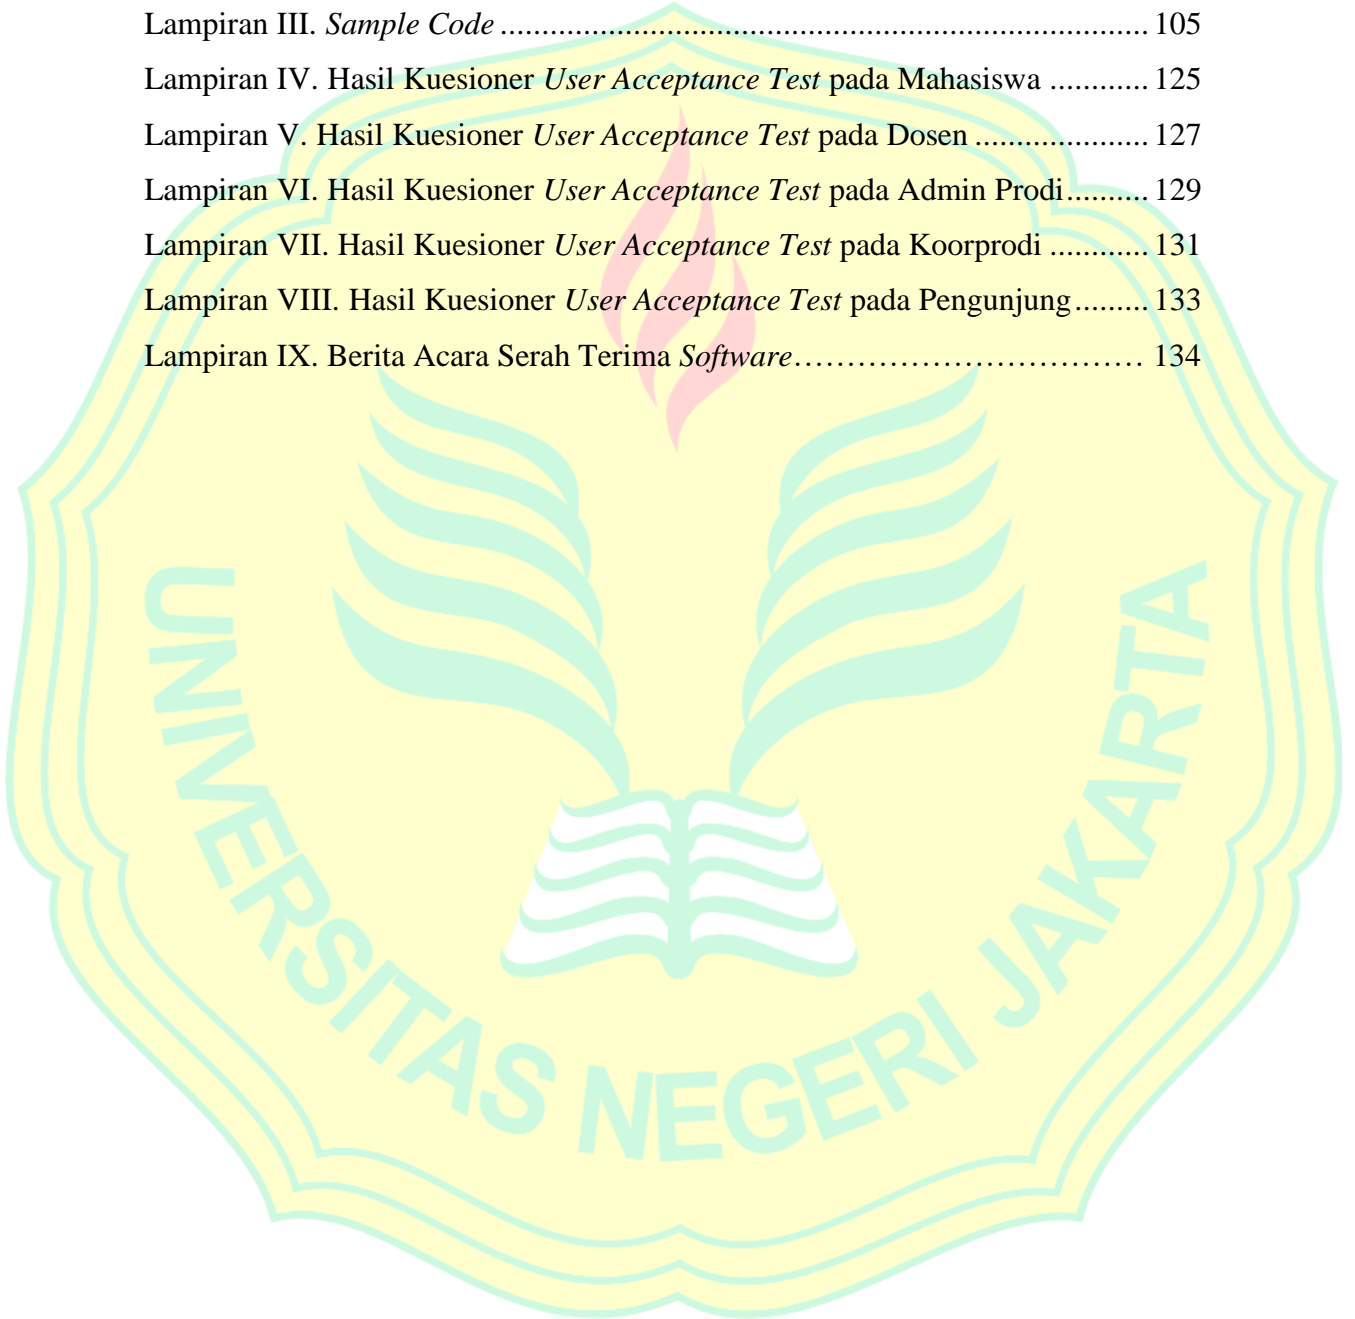 Lampiran III. Sample Code ........................................................................ 105
Lampiran IV. Hasil Kuesioner User Acceptance Test pada Mahasiswa ............ 125
Lampiran V. Hasil Kuesioner User Acceptance Test pada Dosen .................... 127
Lampiran VI. Hasil Kuesioner User Acceptance Test pada Admin Prodi.......... 129
Lampiran VII. Hasil Kuesioner User Acceptance Test pada Koorprodi ............ 131
Lampiran VIII. Hasil Kuesioner User Acceptance Test pada Pengunjung......... 133
Lampiran IX. Berita Acara Serah Terima Software…………………………… 134
UNIVERSITAS NEGERI JAKARTA